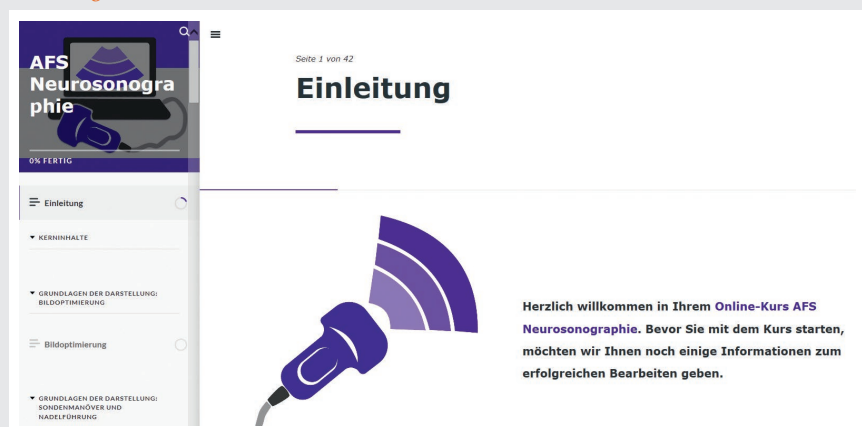 AFS
Neurosonogra
phie
0% FERTIG
Einleitung
KERNINHALTE
GRUNDLAGEN DER DARSTELLUNG:
BILDOPTIMIERUNG
Bildoptimierung
GRUNDLAGEN DER DARSTELLUNG:
SONDENMANÖVER UND
NADELFÜHRUNG
Seite 1 von 42
Einleitung
Herzlich willkommen in Ihrem Online-Kurs AFS
Neurosonographie. Bevor Sie mit dem Kurs starten,
möchten wir Ihnen noch einige Informationen zum
erfolgreichen Bearbeiten geben.